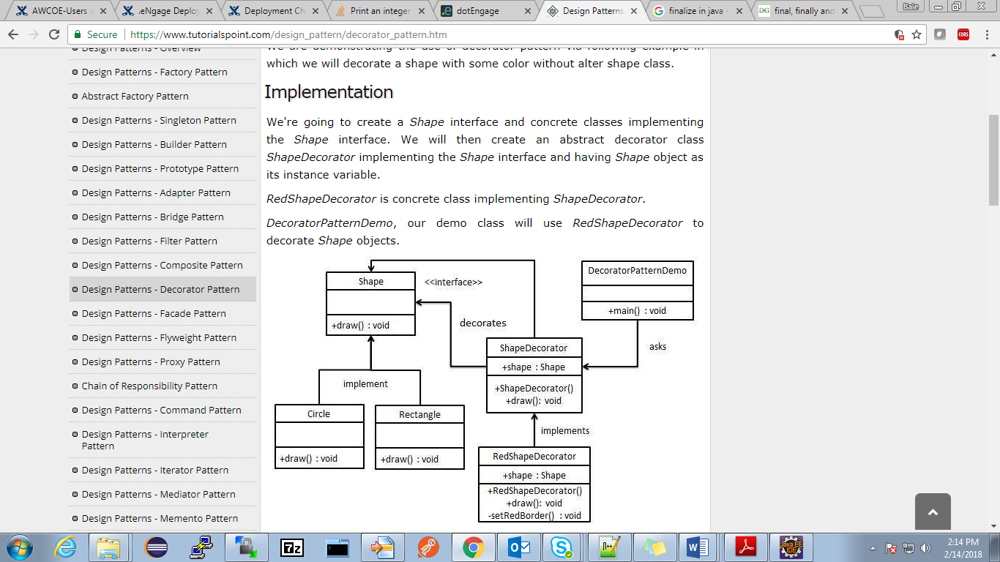 AWCOE-Users
.eNgage Deploy
Deployment Ch
Print an integer
dotEngage
Design Patterns
finalize in java -
final, finally and
Bale
Secure
https://www.tutorialspoint.com/design_pattern/decorator_pattern.htm
CORS
Design Patterns - Overview
Design Patterns - Factory Pattern
Abstract Factory Pattern
Design Patterns - Singleton Pattern
Design Patterns - Builder Pattern
Design Patterns - Prototype Pattern
Design Patterns - Adapter Pattern
Design Patterns - Bridge Pattern
Design Patterns - Filter Pattern
Design Patterns - Composite Pattern
Design Patterns - Decorator Pattern
Design Patterns - Facade Pattern
Design Patterns - Flyweight Pattern
Design Patterns - Proxy Pattern
Chain of Responsibility Pattern
Design Patterns - Command Pattern
Design Patterns - Interpreter
Pattern
Design Patterns - Iterator Pattern
Design Patterns - Mediator Pattern
Design Patterns - Memento Pattern
We are demonstrating the use of decorator pattern via following example in
which we will decorate a shape with some color without alter shape class.
Implementation
We're going to create a Shape interface and concrete classes implementing
the Shape interface. We will then create an abstract decorator class
ShapeDecorator implementing the Shape interface and having Shape object as
its instance variable.
RedShapeDecorator is concrete class implementing ShapeDecorator.
DecoratorPatternDemo, our demo class will use RedShapeDecorator to
decorate Shape objects.
Shape
+draw() : void
<<interface>>
decorates
DecoratorPatternDemo
+main() : void
asks
ShapeDecorator
+shape : Shape
+ShapeDecorator()
+draw(): void
implement
Circle
+draw() : void
Rectangle
+draw() : void
implements
RedShapeDecorator
+shape : Shape
+RedShapeDecorator()
+draw(): void
-setRedBorder() : void
7z
Java EE
IDE
2:14 PM
2/14/2018